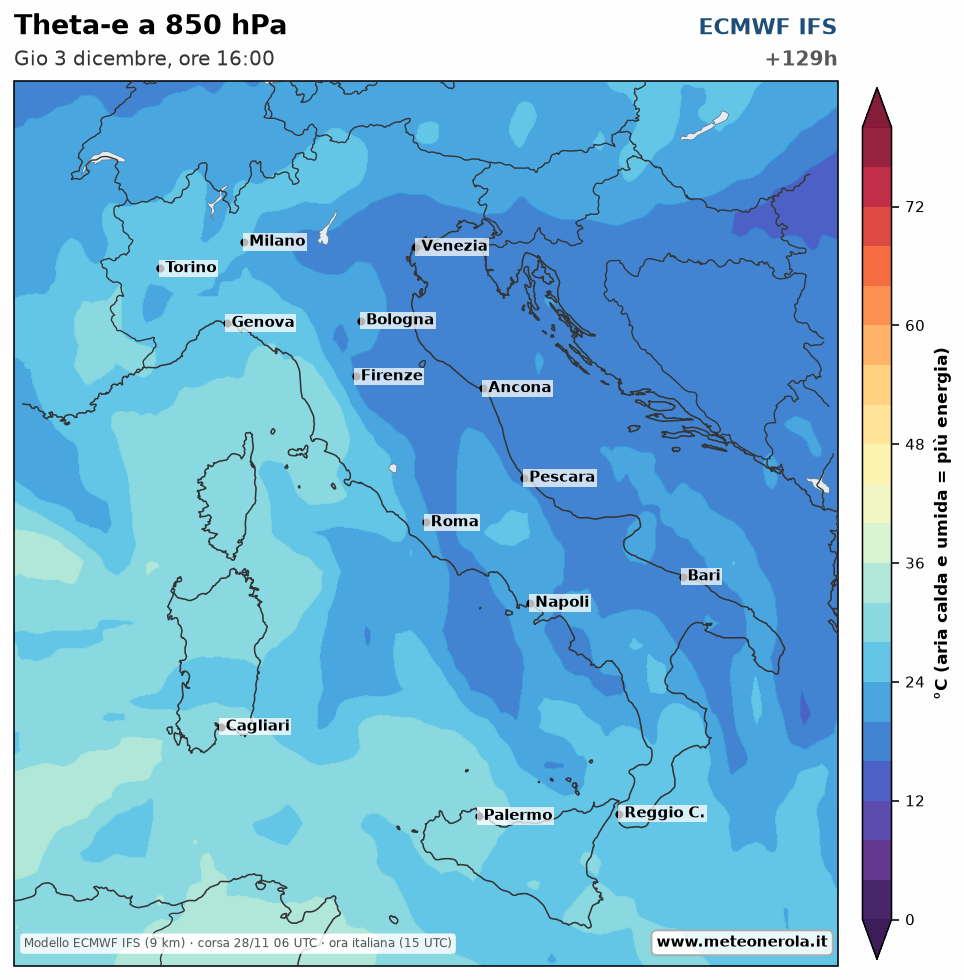 Theta-e a 850 hPa
ECMWF IFS
Gio 3 dicembre, ore 16:00
+129h
Milano
Venezia
Torino
Genova
Bologna
Firenze
Ancona
Pescara
Roma
Bari
Napoli
Cagliari
Palermo
Reggio C.
72
60
48
36
24
12
0
°C (aria calda e umida = più energia)
Modello ECMWF IFS (9 km) · corsa 28/11 06 UTC · ora italiana (15 UTC)
www.meteonerola.it